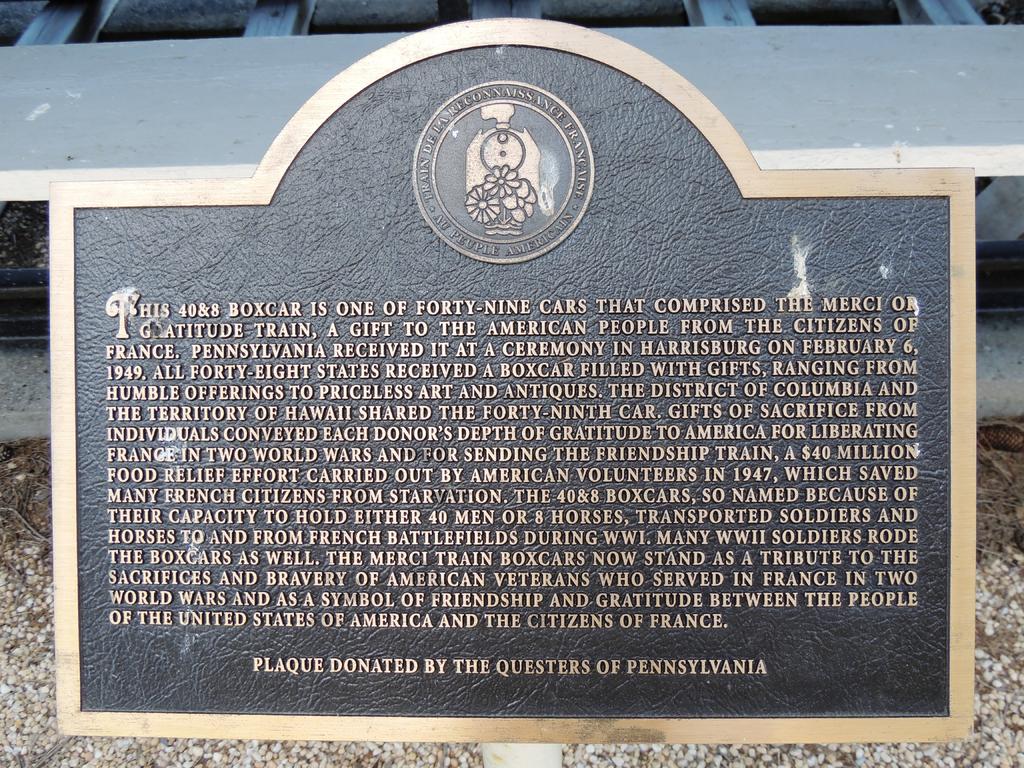 TRAIN DE LA RECONNAISSANCE FRANÇAISE
AU PEUPLE AMERICAIN
THIS 40&8 BOXCAR IS ONE OF FORTY-NINE CARS THAT COMPRISED THE MERCI OR
GRATITUDE TRAIN, A GIFT TO THE AMERICAN PEOPLE FROM THE CITIZENS OF
FRANCE. PENNSYLVANIA RECEIVED IT AT A CEREMONY IN HARRISBURG ON FEBRUARY 6,
1949. ALL FORTY-EIGHT STATES RECEIVED A BOXCAR FILLED WITH GIFTS, RANGING FROM
HUMBLE OFFERINGS TO PRICELESS ART AND ANTIQUES. THE DISTRICT OF COLUMBIA AND
THE TERRITORY OF HAWAII SHARED THE FORTY-NINTH CAR. GIFTS OF SACRIFICE FROM
INDIVIDUALS CONVEYED EACH DONOR'S DEPTH OF GRATITUDE TO AMERICA FOR LIBERATING
FRANCE IN TWO WORLD WARS AND FOR SENDING THE FRIENDSHIP TRAIN, A $40 MILLION
FOOD RELIEF EFFORT CARRIED OUT BY AMERICAN VOLUNTEERS IN 1947, WHICH SAVED
MANY FRENCH CITIZENS FROM STARVATION. THE 40&8 BOXCARS, SO NAMED BECAUSE OF
THEIR CAPACITY TO HOLD EITHER 40 MEN OR 8 HORSES, TRANSPORTED SOLDIERS AND
HORSES TO AND FROM FRENCH BATTLEFIELDS DURING WWI. MANY WWII SOLDIERS RODE
THE BOXCARS AS WELL. THE MERCI TRAIN BOXCARS NOW STAND AS A TRIBUTE TO THE
SACRIFICES AND BRAVERY OF AMERICAN VETERANS WHO SERVED IN FRANCE IN TWO
WORLD WARS AND AS A SYMBOL OF FRIENDSHIP AND GRATITUDE BETWEEN THE PEOPLE
OF THE UNITED STATES OF AMERICA AND THE CITIZENS OF FRANCE.
PLAQUE DONATED BY THE QUESTERS OF PENNSYLVANIA